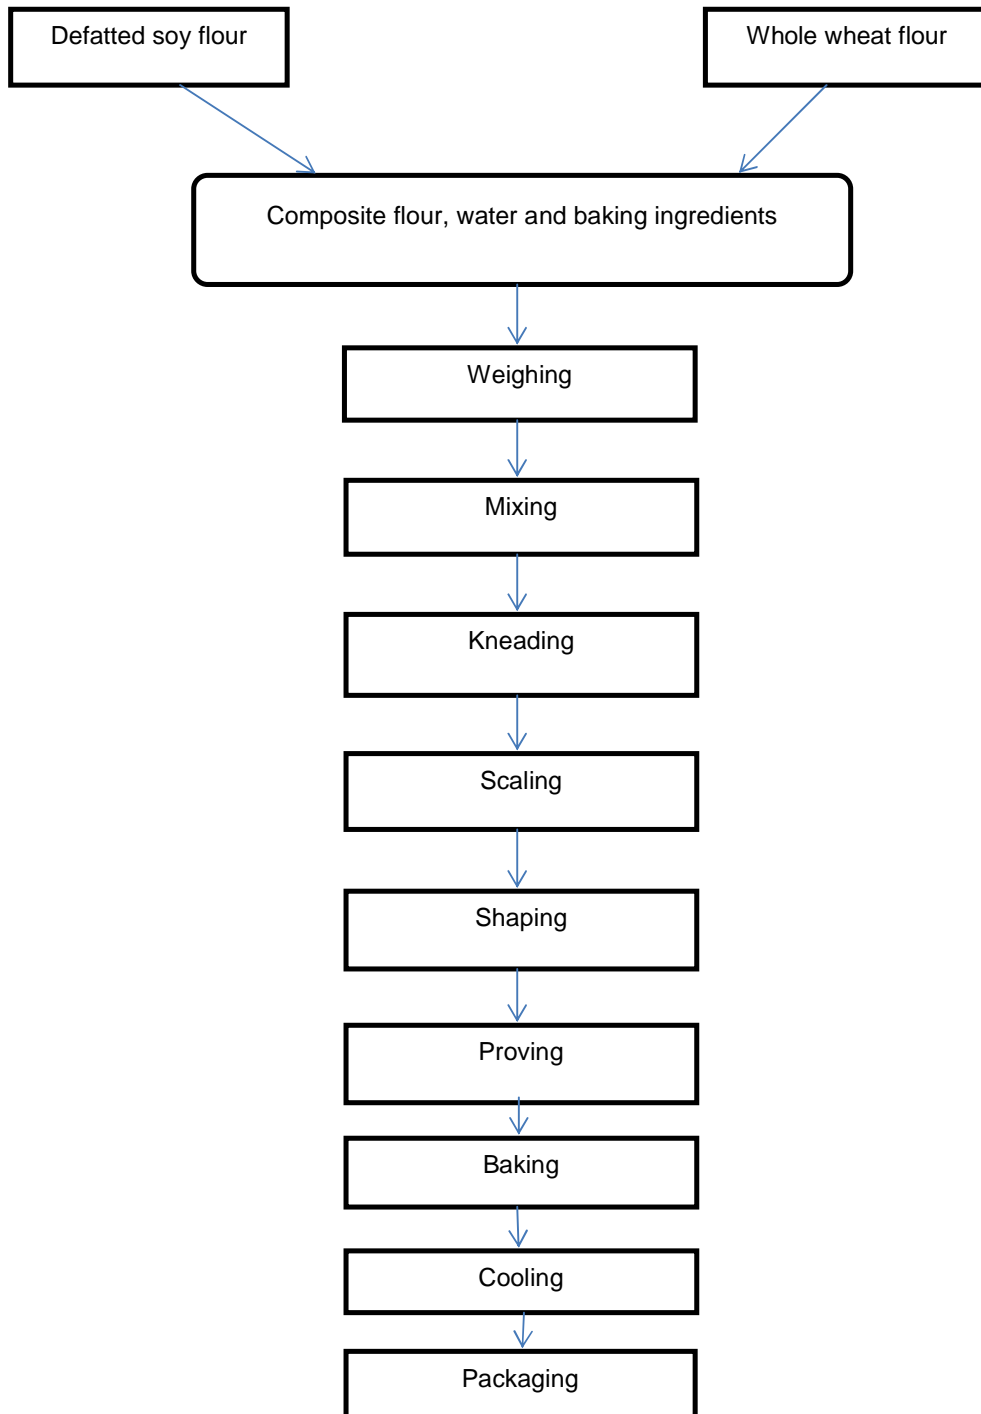 Defatted soy flour
Whole wheat flour
Composite flour, water and baking ingredients
Weighing
Mixing
Kneading
Scaling
Shaping
Proving
Baking
Cooling
Packaging